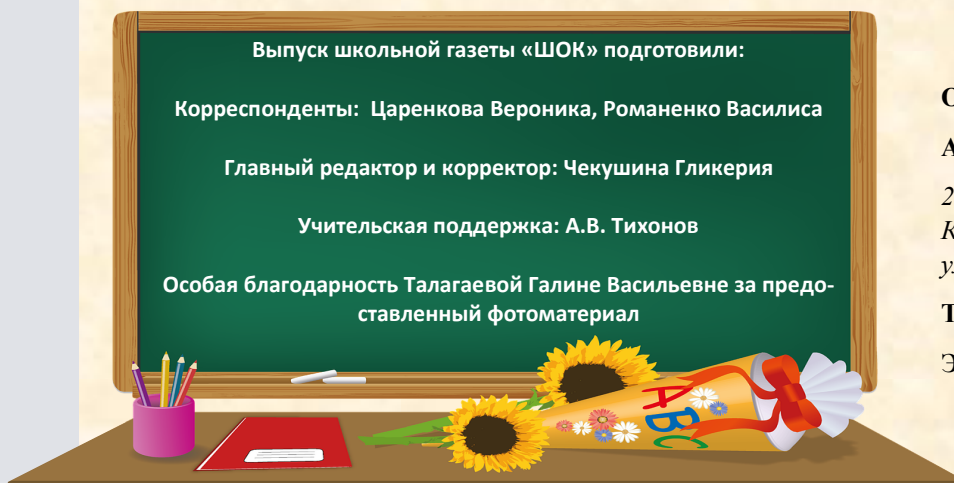 Выпуск школьной газеты «ШОК» подготовили:
Корреспонденты: Царенкова Вероника, Романенко Василиса
Главный редактор и корректор: Чекушина Гликерия
Учительская поддержка: А.В. Тихонов
Особая благодарность Талагаевой Галине Васильевне за предо-
ставленный фотоматериал
ABC